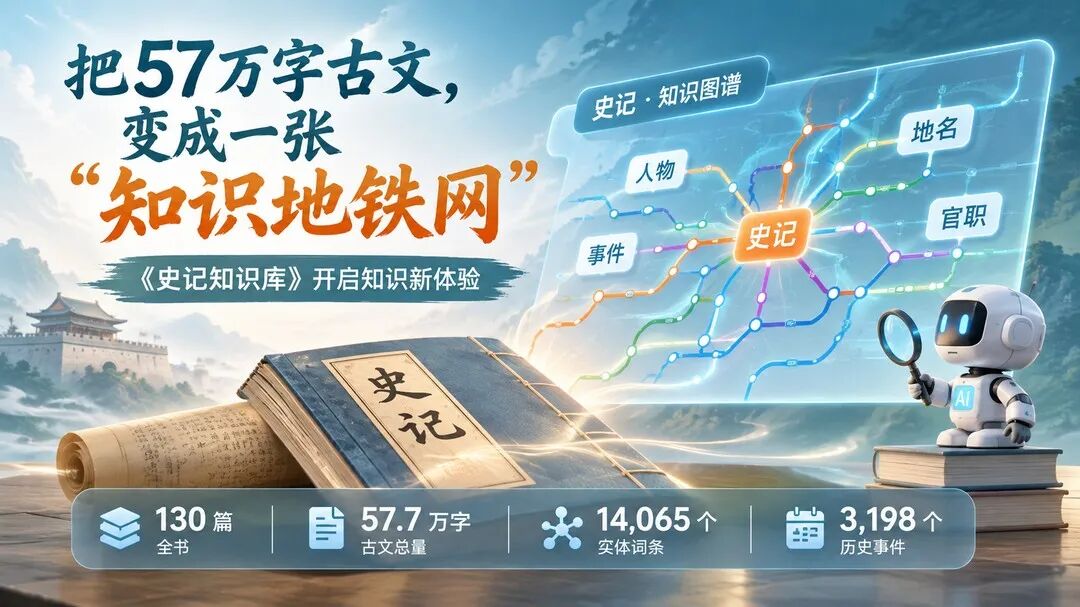 把57万字古文，
变成一张
“知识地铁网”
《史记知识库》开启知识新体验
史记·知识图谱
人物
地名
事件
史记
官职
史记
AI
130 篇
全书
57.7 万字
古文总量
14,065 个
实体词条
3,198 个
历史事件